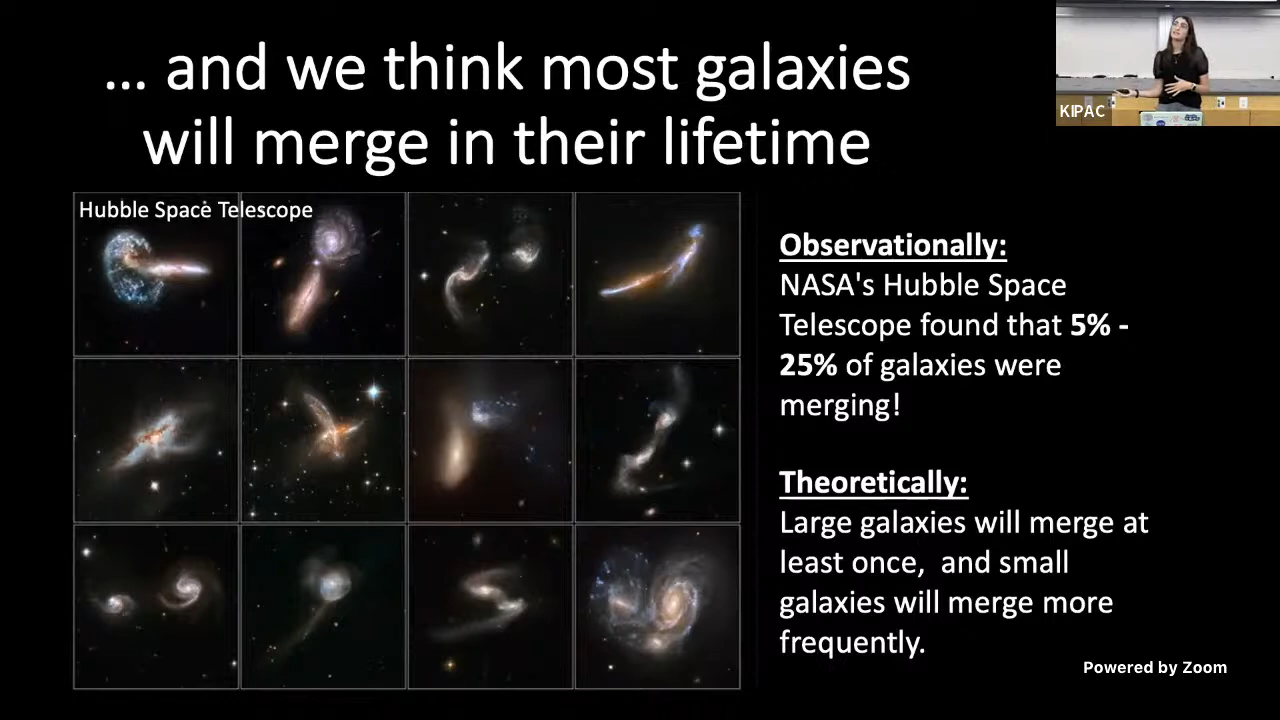 ... and we think most galaxies
will merge in their lifetime
KIPAC
Hubble Space Telescope
Observationally:
NASA's Hubble Space
Telescope found that 5% -
25% of galaxies were
merging!
Theoretically:
Large galaxies will merge at
least once, and small
galaxies will merge more
frequently.
Powered by Zoom